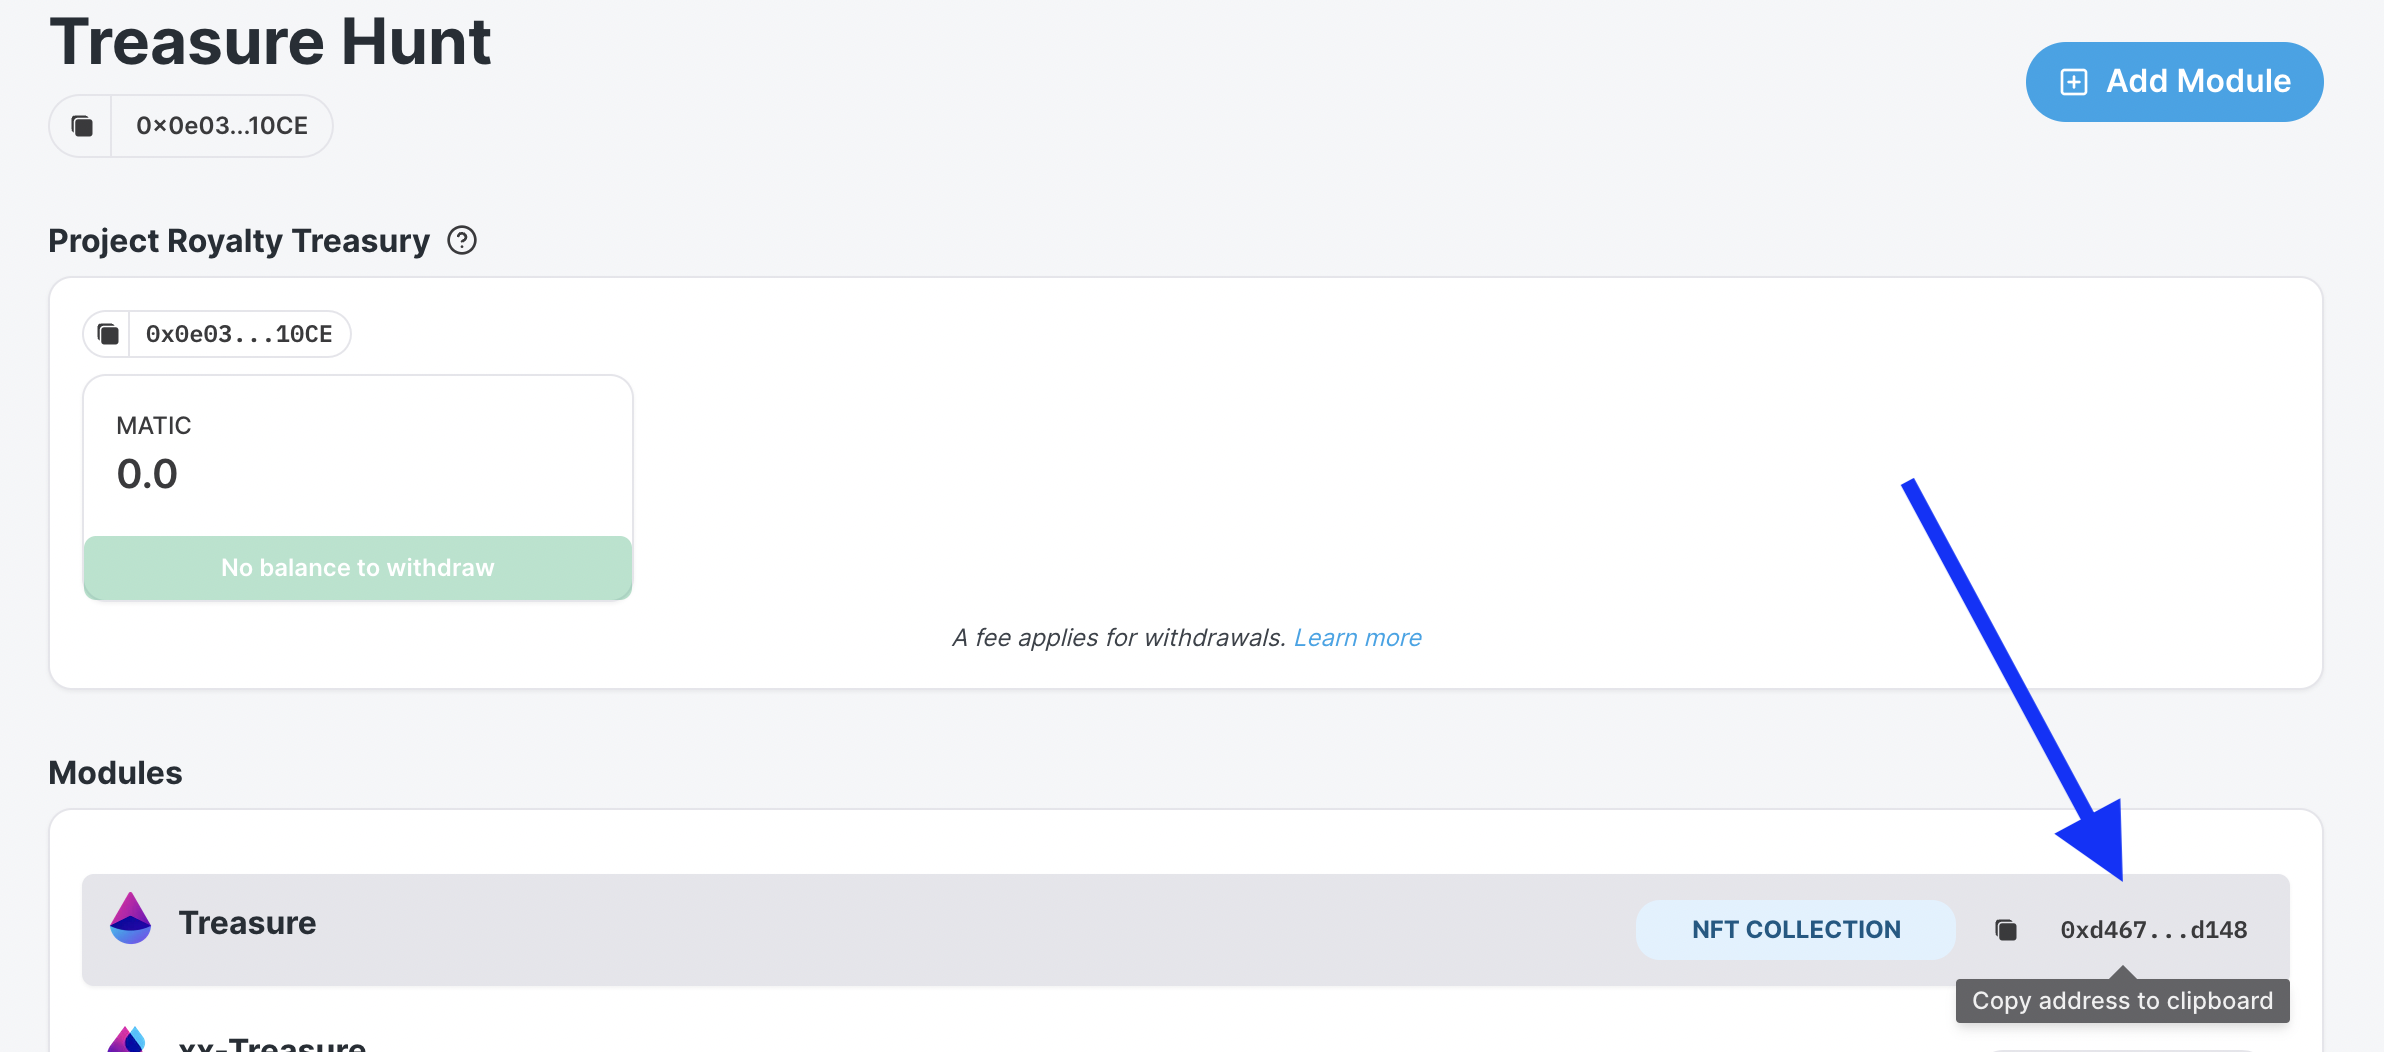 Treasure Hunt
Add Module
0x0e03...10CE
Project Royalty Treasury
0x0e03...10CE
MATIC
0.0
No balance to withdraw
A fee applies for withdrawals. Learn more
Modules
Treasure
NFT COLLECTION
0xd467...d148
Copy address to clipboard
xx-Treasure